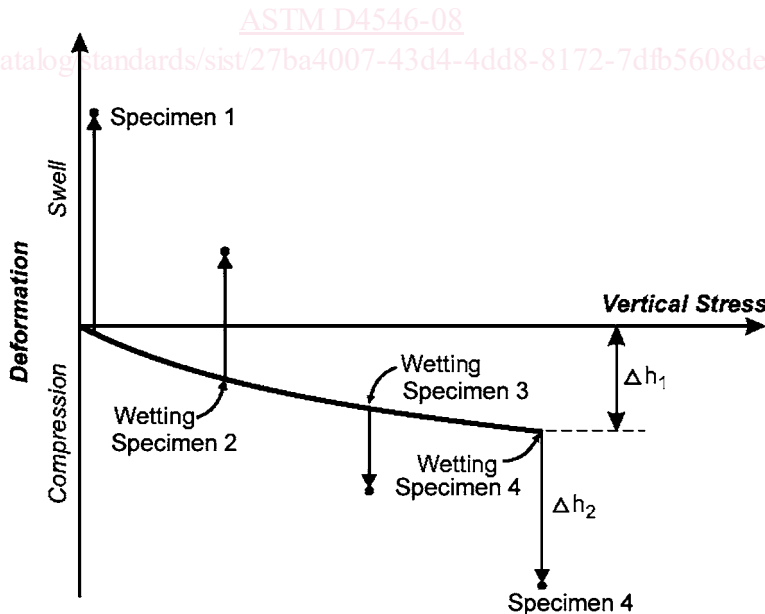 ASTM D4546-08
atalog/standards/sist/27ba4007-43d4-4dd8-8172-7dfb5608de
Specimen 1
Swell
Deformation
Compression
Vertical Stress
Δh1
Wetting
Specimen 3
Wetting
Specimen 2
Wetting
Specimen 4
Δh2
Specimen 4